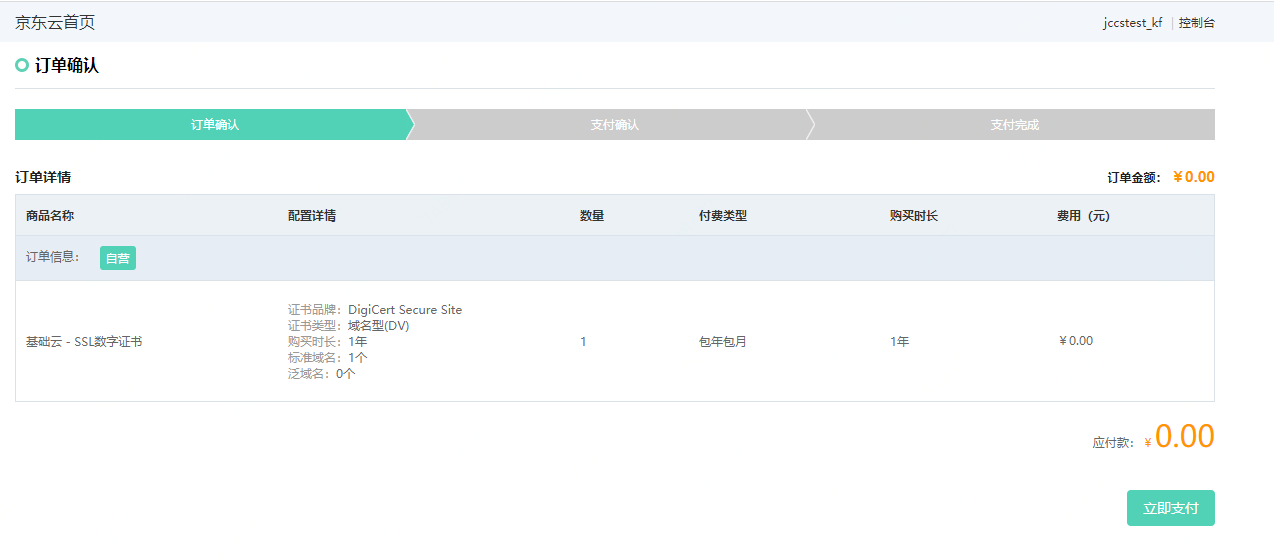 京东云首页
jccstest_kf | 控制台
订单确认
订单确认 支付确认 支付完成
订单详情 订单金额： ￥0.00
商品名称 配置详情 数量 付费类型 购买时长 费用（元）
订单信息： 自营
证书品牌：DigiCert Secure Site
证书类型：域名型(DV)
基础云 - SSL数字证书 购买时长：1年 1 包年包月 1年 ￥0.00
标准域名：1个
泛域名：0个
应付款： ￥0.00
立即支付